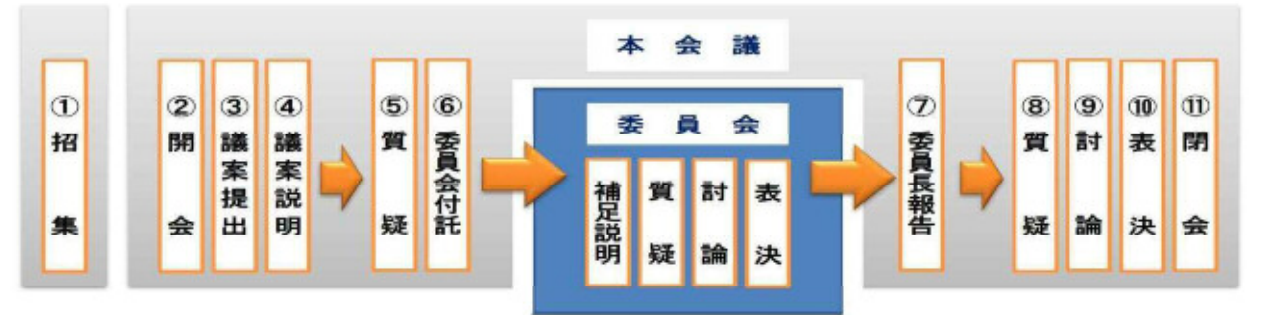 ①招集
本会議
②開会
③議案提出
④議案説明
⑤質疑
⑥委員会付託
委員会
補足説明
質疑
討論
表決
⑦委員長報告
⑧質疑
⑨討論
⑩表決
⑪閉会